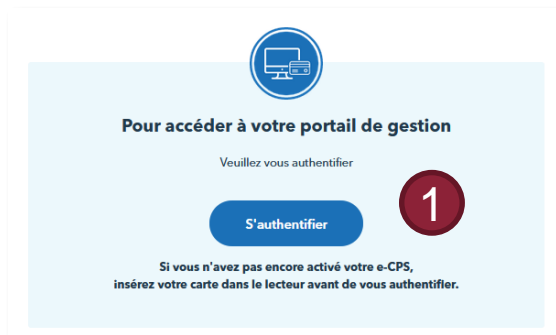 Pour accéder à votre portail de gestion
Veuillez vous authentifier
S'authentifier
1
Si vous n'avez pas encore activé votre e-CPS,
insérez votre carte dans le lecteur avant de vous authentifier.